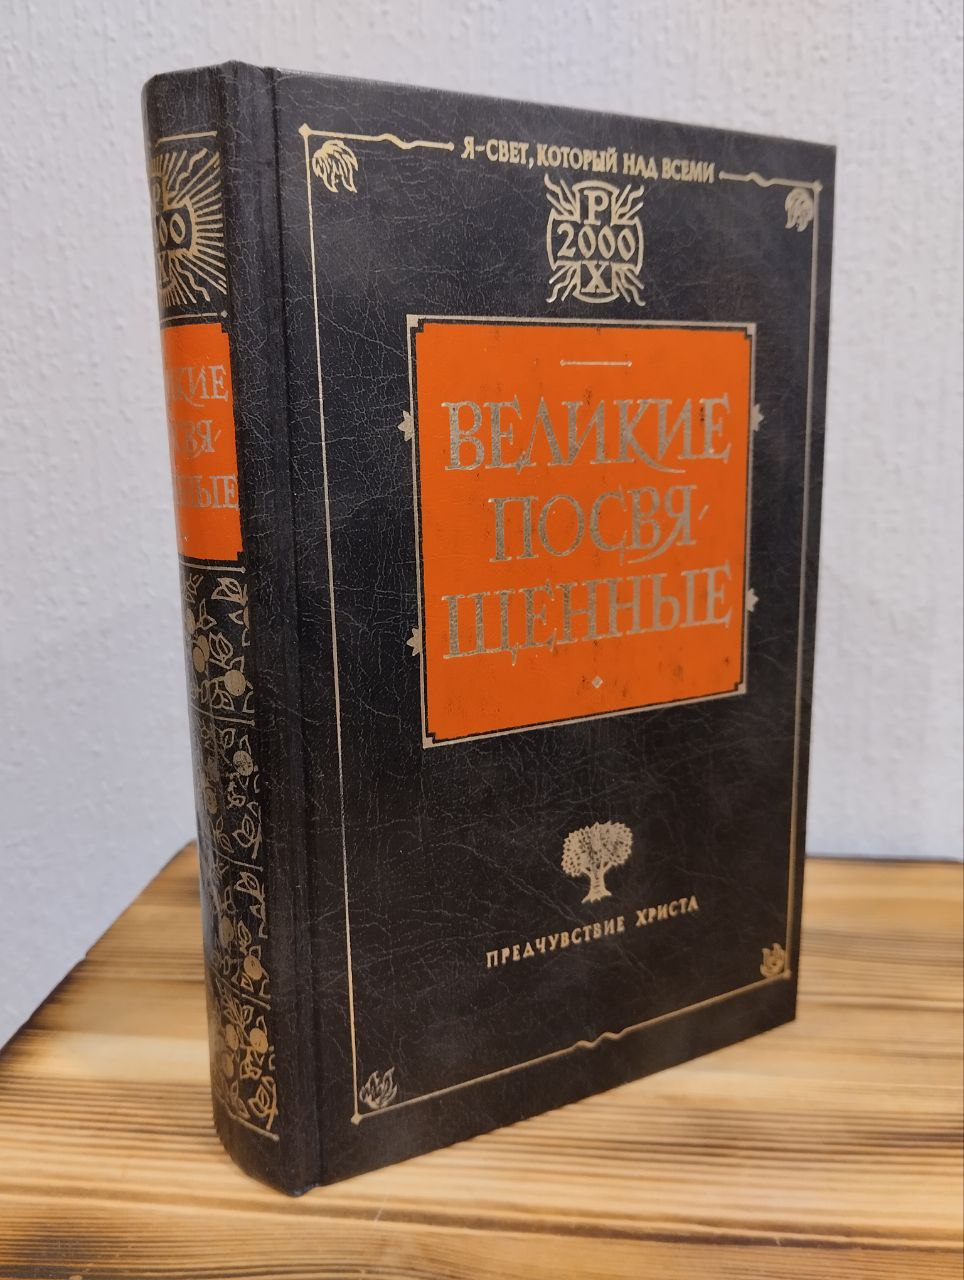 Я-СВЕТ, КОТОРЫЙ НАД ВСЕМИ
Р
2000
Х
ВЕЛИКИЕ
ПОСВЯ-
ЩЕННЫЕ
ПРЕДЧУВСТВИЕ ХРИСТА